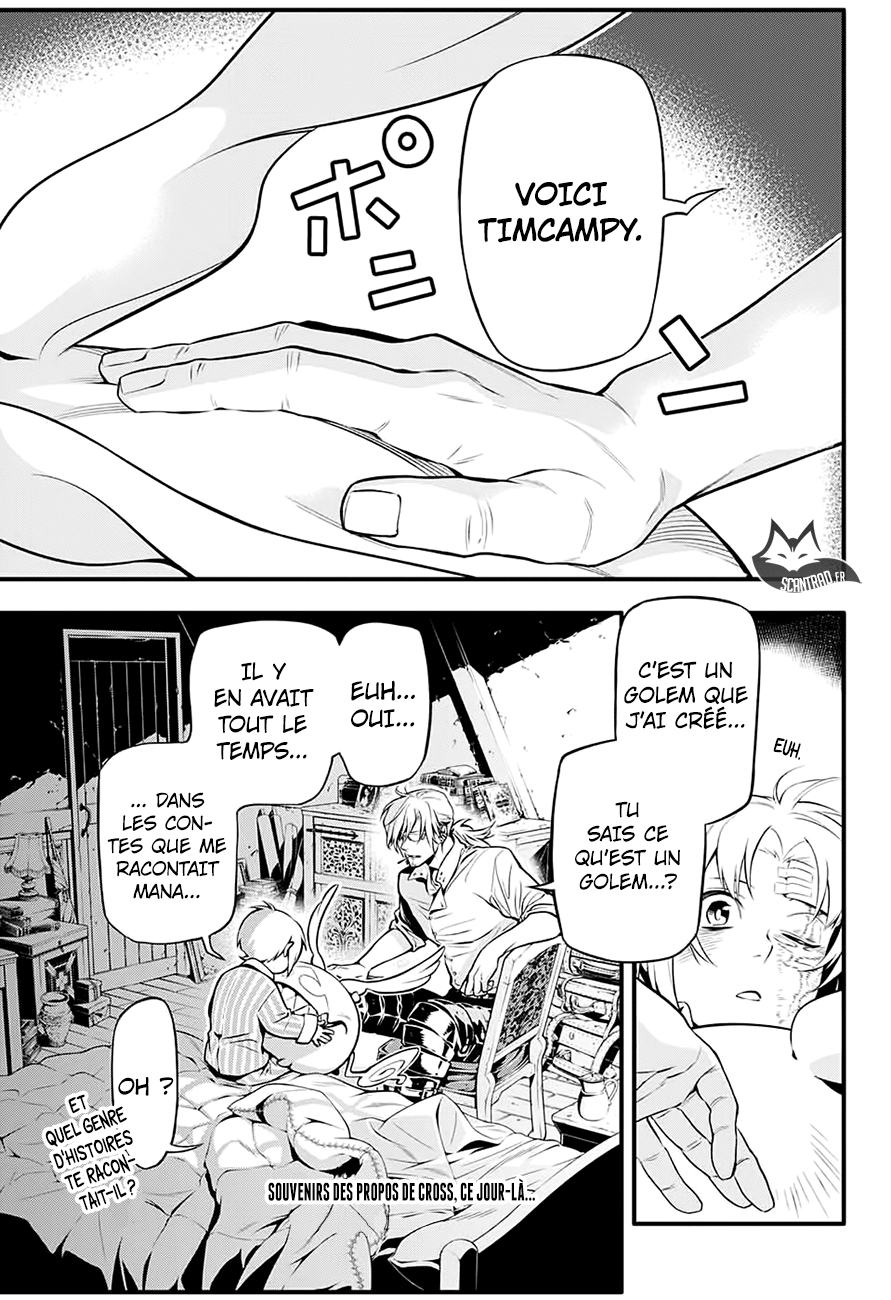 VOICI
TIMCAMPY.
ポ
ニ
ー
SCANTRAD.FR
C'EST UN
GOLEM QUE
J'AI CRÉÉ...
EUH.
TU
SAIS CE
QU'EST UN
GOLEM...?
EUH...
OUI...
IL Y
EN AVAIT
TOUT LE
TEMPS...
... DANS
LES CON-
TES QUE ME
RACONTAIT
MANA...
OH ?
ET
QUEL GENRE
D'HISTOIRES
TE RACON-
TAIT-IL?
SOUVENIRS DES PROPOS DE CROSS, CE JOUR-LÀ...